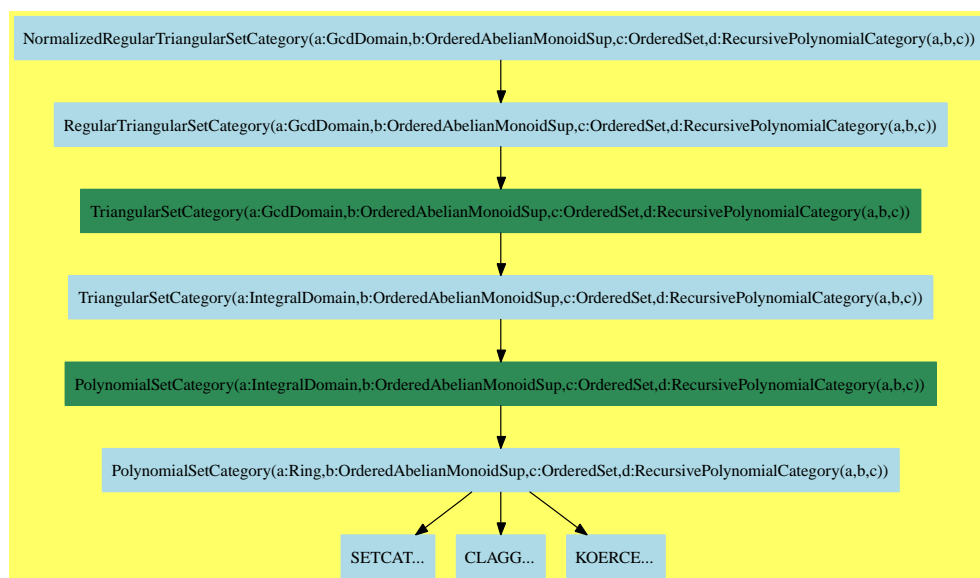 NormalizedRegularTriangularSetCategory(a:GcdDomain,b:OrderedAbelianMonoidSup,c:OrderedSet,d:RecursivePolynomialCategory(a,b,c))
RegularTriangularSetCategory(a:GcdDomain,b:OrderedAbelianMonoidSup,c:OrderedSet,d:RecursivePolynomialCategory(a,b,c))
TriangularSetCategory(a:GcdDomain,b:OrderedAbelianMonoidSup,c:OrderedSet,d:RecursivePolynomialCategory(a,b,c))
TriangularSetCategory(a:IntegralDomain,b:OrderedAbelianMonoidSup,c:OrderedSet,d:RecursivePolynomialCategory(a,b,c))
PolynomialSetCategory(a:IntegralDomain,b:OrderedAbelianMonoidSup,c:OrderedSet,d:RecursivePolynomialCategory(a,b,c))
PolynomialSetCategory(a:Ring,b:OrderedAbelianMonoidSup,c:OrderedSet,d:RecursivePolynomialCategory(a,b,c))
SETCAT... CLAGG... KOERCE...